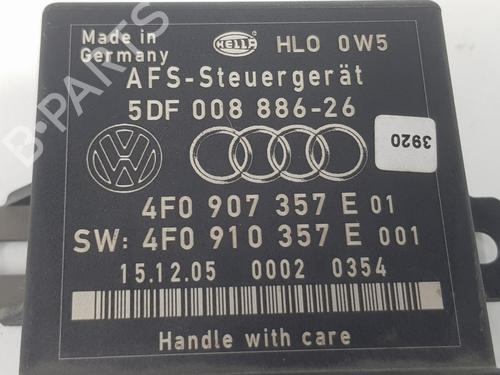 Made in
Germany
HELLA
HLO 0W5
AFS-Steuergerät
5DF 008 886-26
3920
4F0 907 357 E 01
SW: 4F0 910 357 E 001
15.12.05 0002 0354
Handle with care
B-PARTS